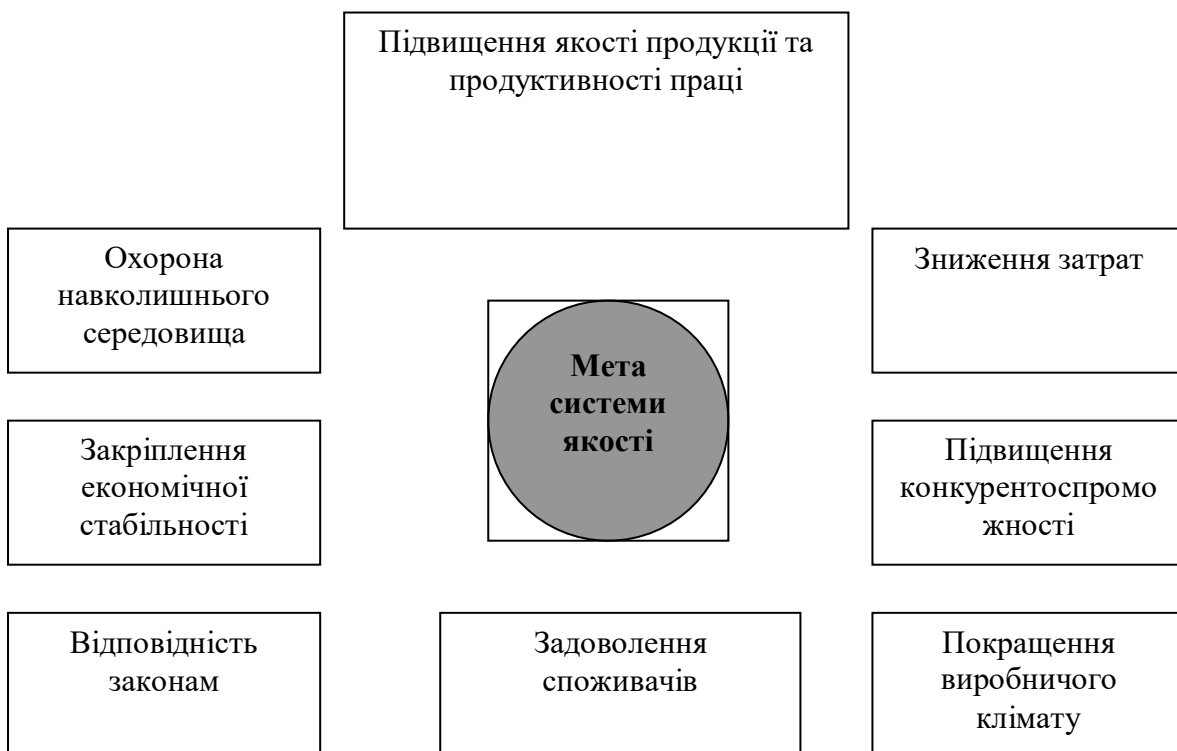 Підвищення якості продукції та
продуктивності праці
Охорона
навколишнього
середовища
Зниження затрат
Мета
системи
якості
Закріплення
економічної
стабільності
Підвищення
конкурентоспромо
жності
Відповідність
законам
Задоволення
споживачів
Покращення
виробничого
клімату